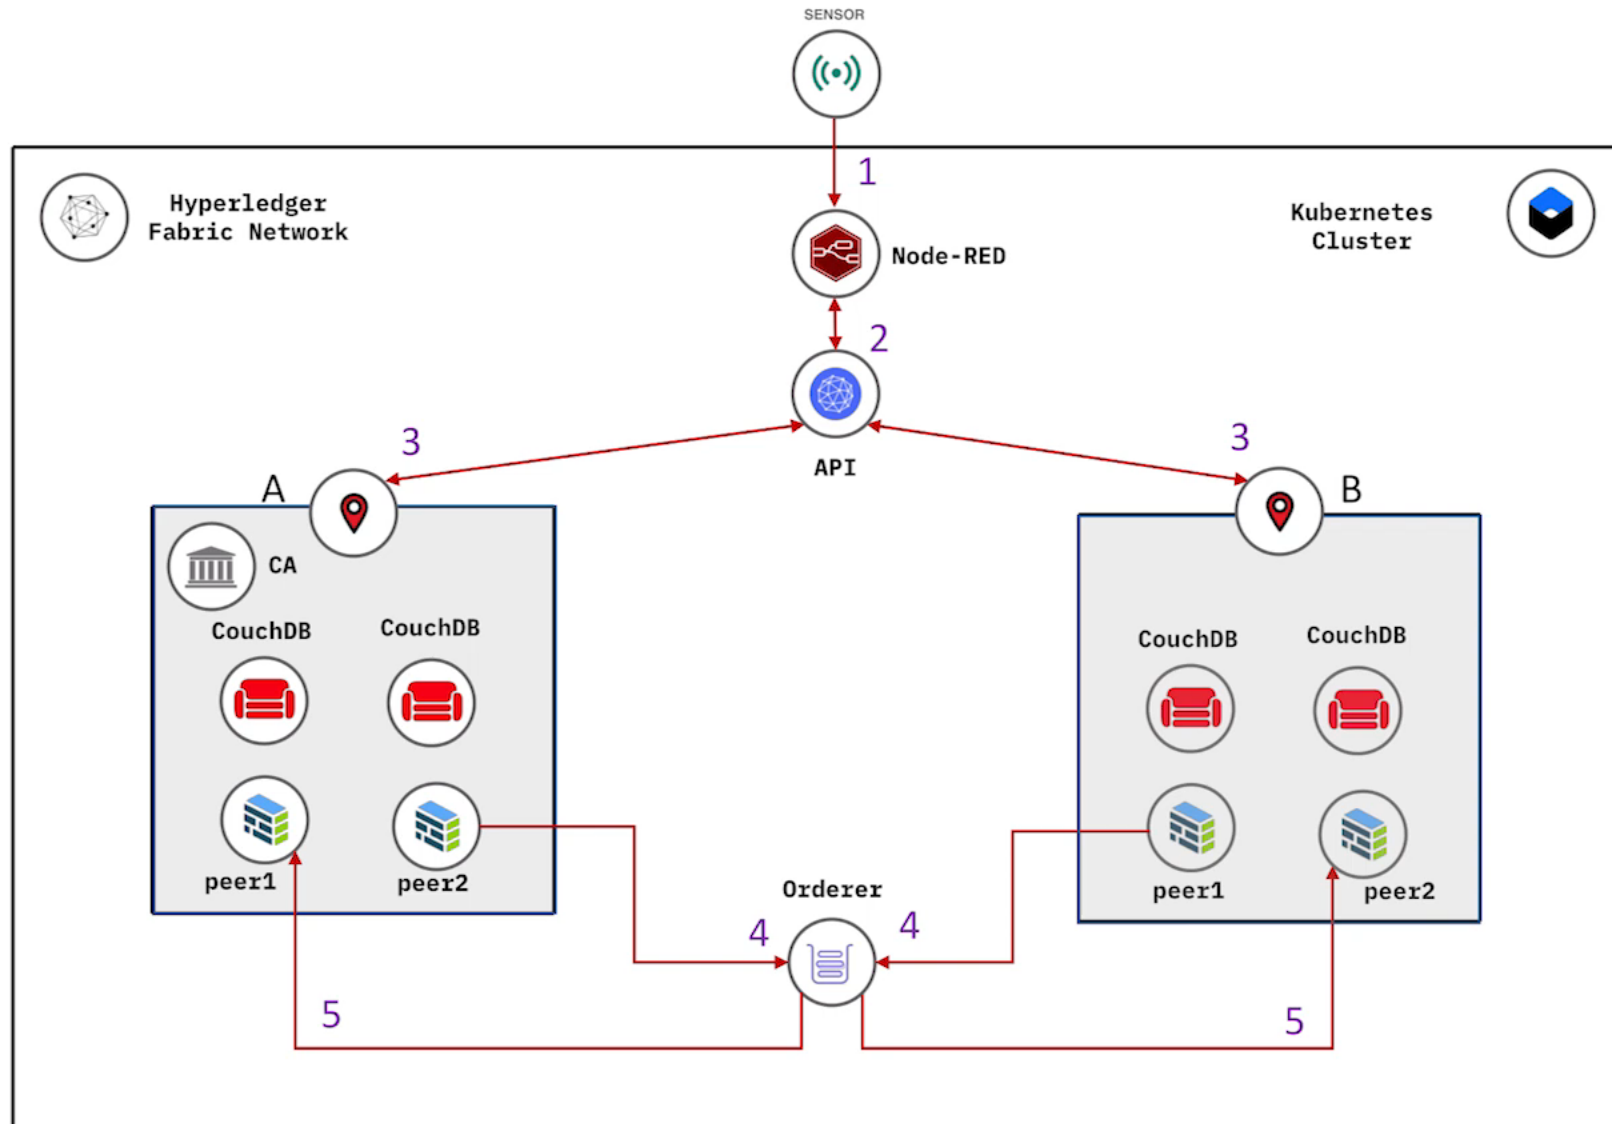 SENSOR
1
Hyperledger
Fabric Network
Kubernetes
Cluster
Node-RED
2
3
3
API
A
B
CA
CouchDB
CouchDB
CouchDB
CouchDB
peer1
peer2
peer1
peer2
Orderer
4
4
5
5